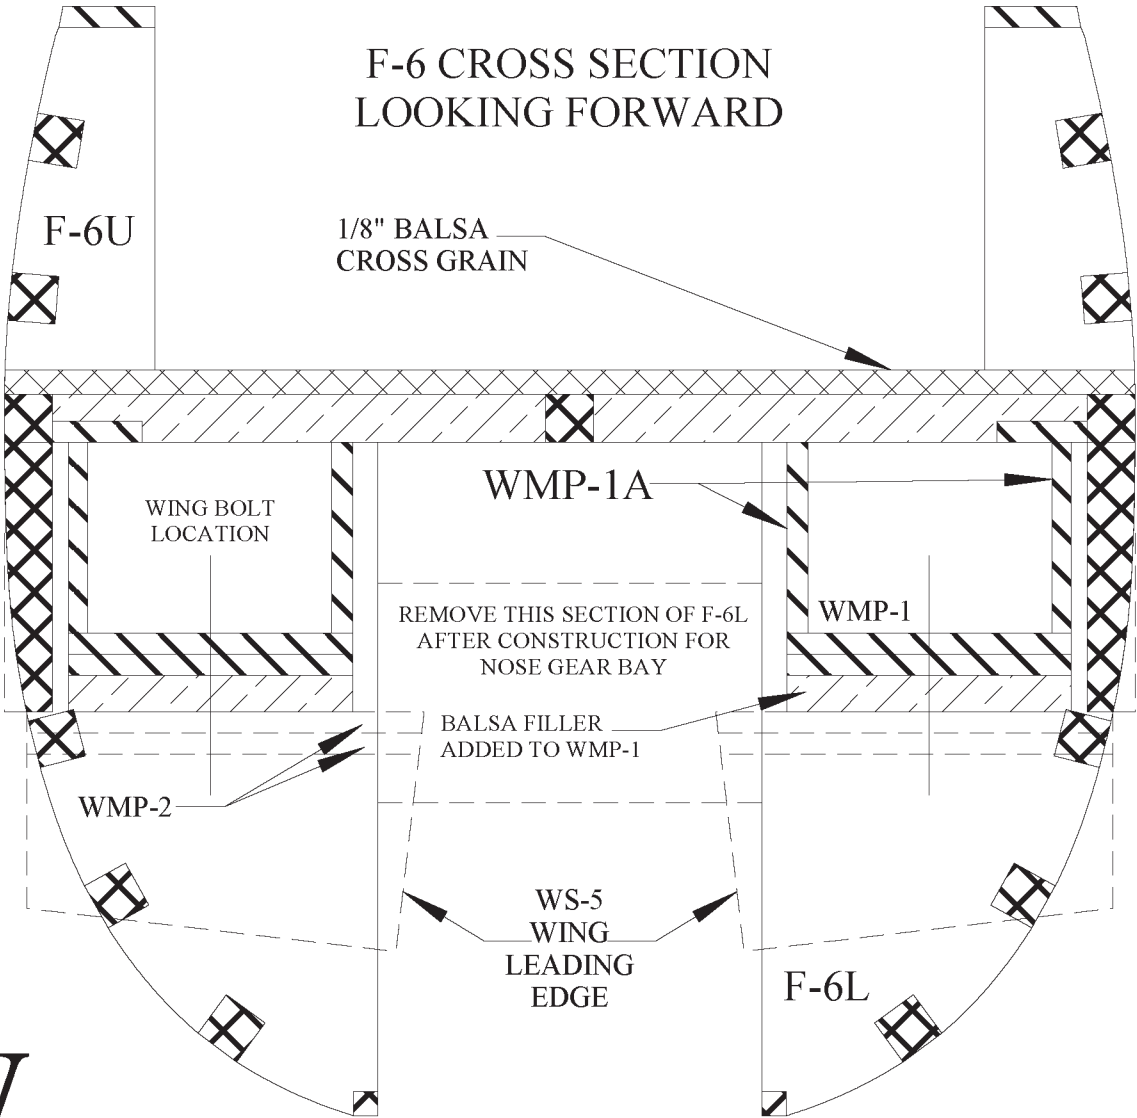 F-6 CROSS SECTION
LOOKING FORWARD
F-6U
1/8" BALSA
CROSS GRAIN
WMP-1A
WING BOLT
LOCATION
REMOVE THIS SECTION OF F-6L
AFTER CONSTRUCTION FOR
NOSE GEAR BAY
WMP-1
BALSA FILLER
ADDED TO WMP-1
WMP-2
WS-5
WING
LEADING
EDGE
F-6L